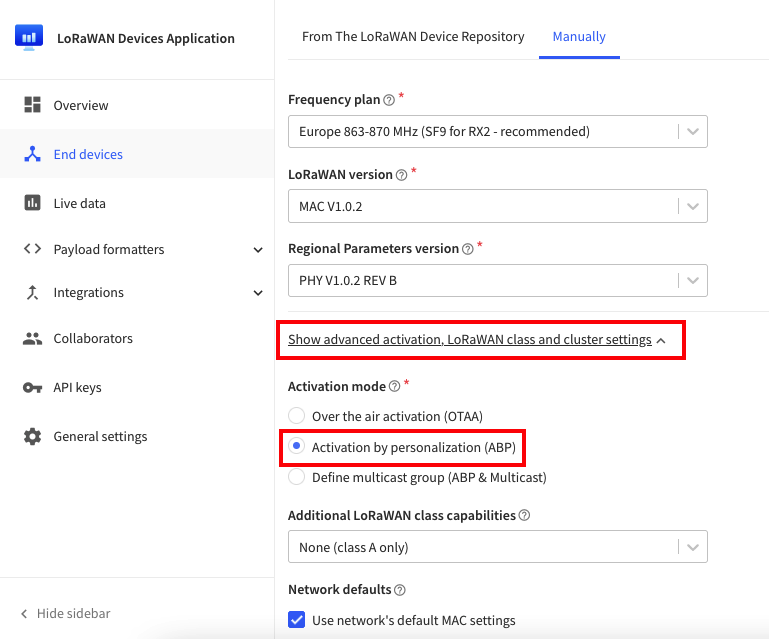 LoRaWAN Devices Application
Overview
End devices
Live data
Payload formatters
Integrations
Collaborators
API keys
General settings
Hide sidebar
From The LoRaWAN Device Repository
Manually
Frequency plan *
Europe 863-870 MHz (SF9 for RX2 - recommended)
LoRaWAN version *
MAC V1.0.2
Regional Parameters version *
PHY V1.0.2 REV B
Show advanced activation, LoRaWAN class and cluster settings
Activation mode *
Over the air activation (OTAA)
Activation by personalization (ABP)
Define multicast group (ABP & Multicast)
Additional LoRaWAN class capabilities
None (class A only)
Network defaults
Use network's default MAC settings